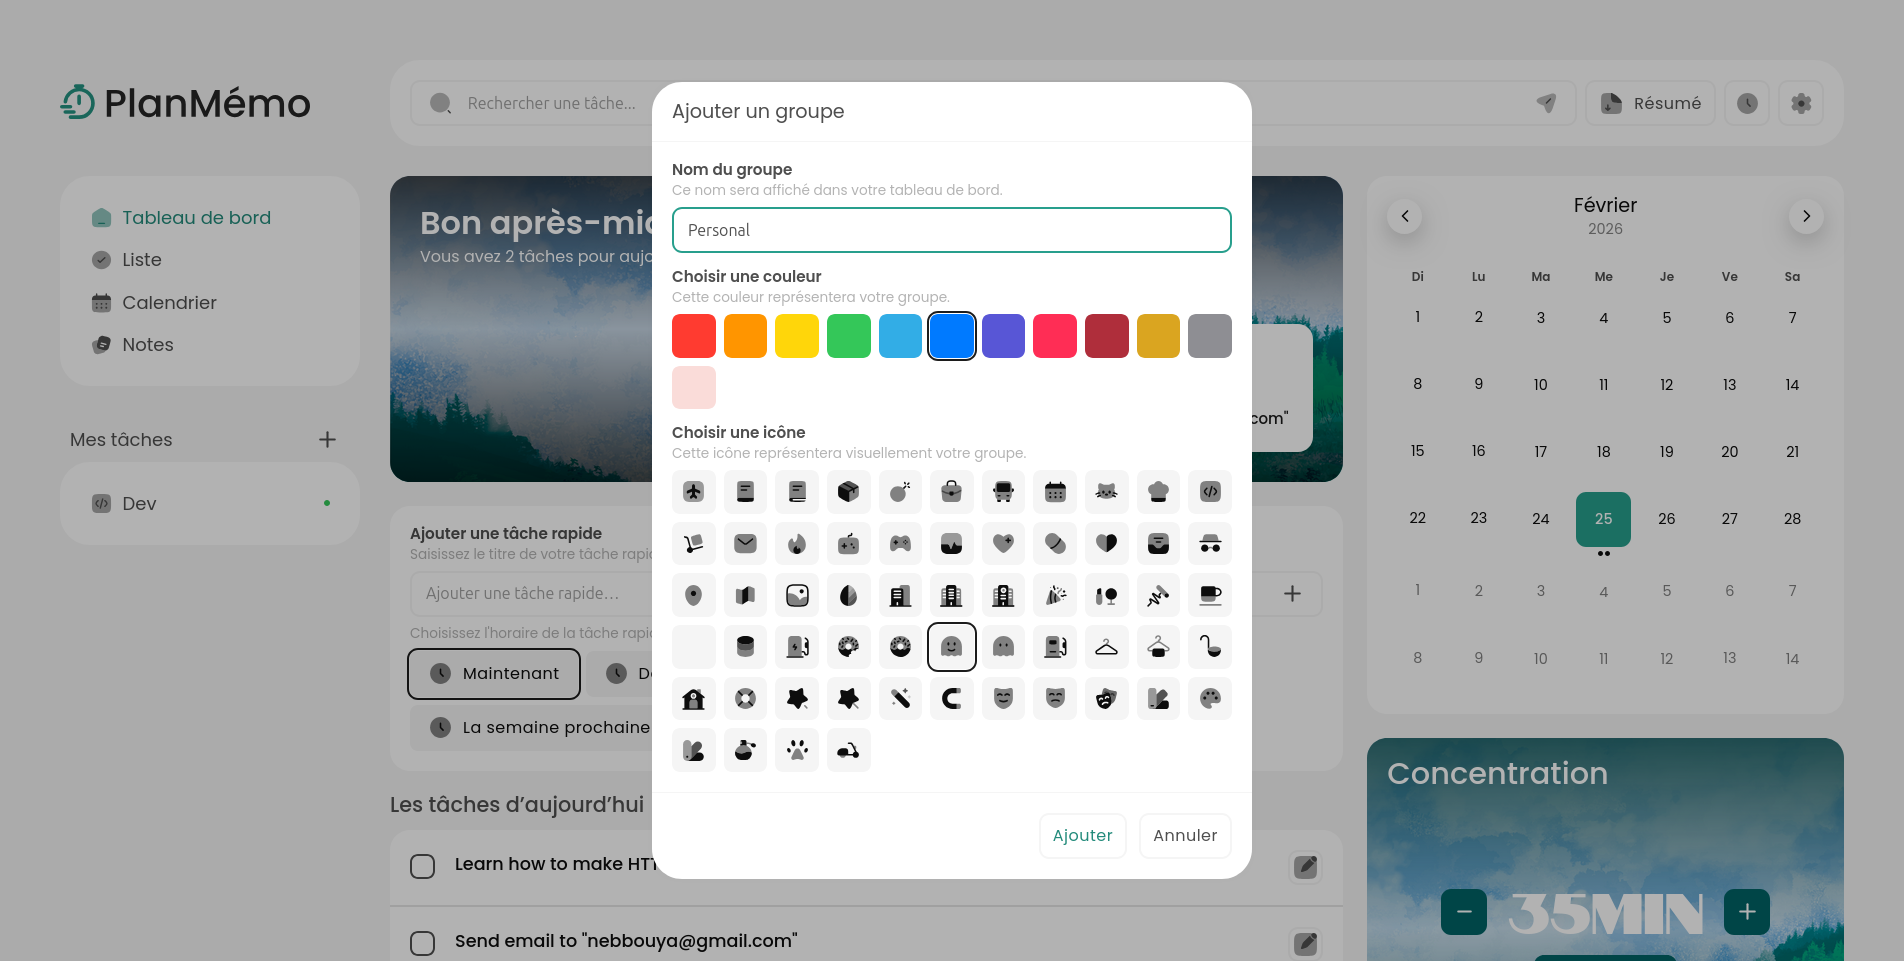 PlanMémo
Rechercher une tâche...
Résumé
Tableau de bord
Liste
Calendrier
Notes
Mes tâches
Dev
Bon après-mi
Vous avez 2 tâches pour aujo
com"
Ajouter une tâche rapide
Saisissez le titre de votre tâche rapi
Ajouter une tâche rapide...
Choisissez l'horaire de la tâche rapi
Maintenant
La semaine prochaine
Les tâches d'aujourd'hui
Learn how to make HTT
Send email to "nebbouya@gmail.com"
Ajouter un groupe
Nom du groupe
Ce nom sera affiché dans votre tableau de bord.
Personal
Choisir une couleur
Cette couleur représentera votre groupe.
Choisir une icône
Cette icône représentera visuellement votre groupe.
Ajouter Annuler
Février
2026
Di Lu Ma Me Je Ve Sa
1 2 3 4 5 6 7
8 9 10 11 12 13 14
15 16 17 18 19 20 21
22 23 24 25 26 27 28
1 2 3 4 5 6 7
8 9 10 11 12 13 14
Concentration
35MIN